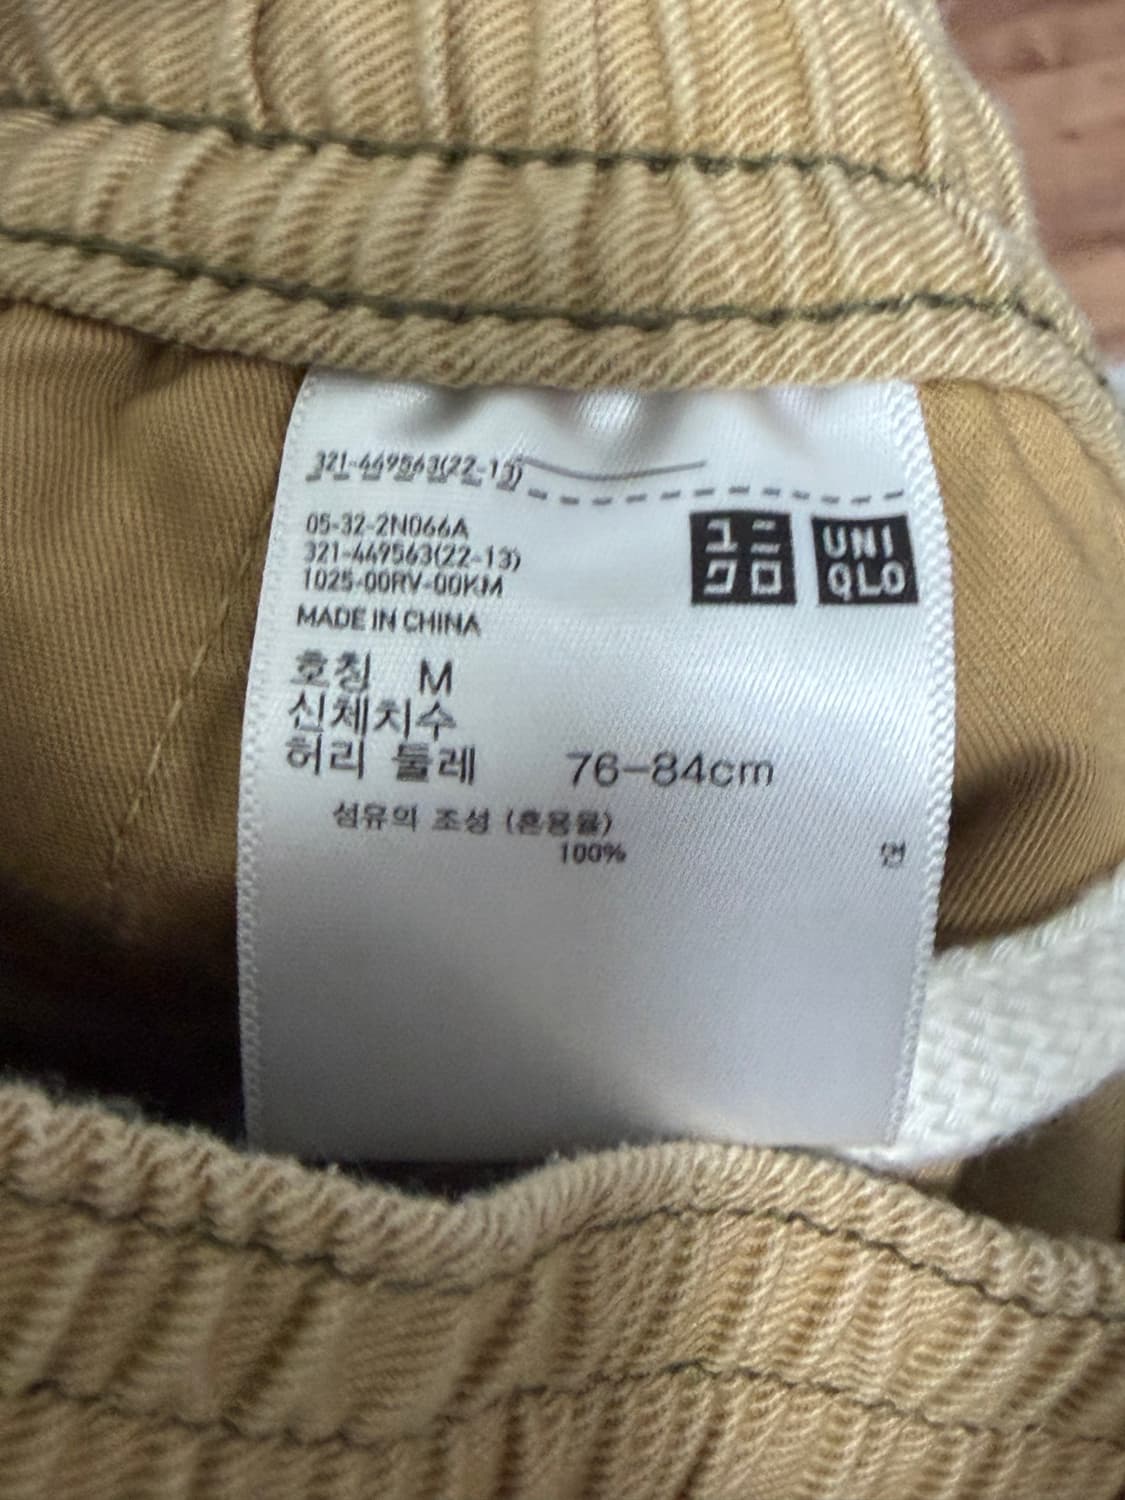 321-449563(22-13)
05-32-2N066A
321-449563(22-13)
1025-00RV-00KM
MADE IN CHINA
ユニ
クロ
UNI
QLO
호칭 M
신체치수
허리 둘레 76-84cm
섬유의 조성 (혼용율)
100% 면